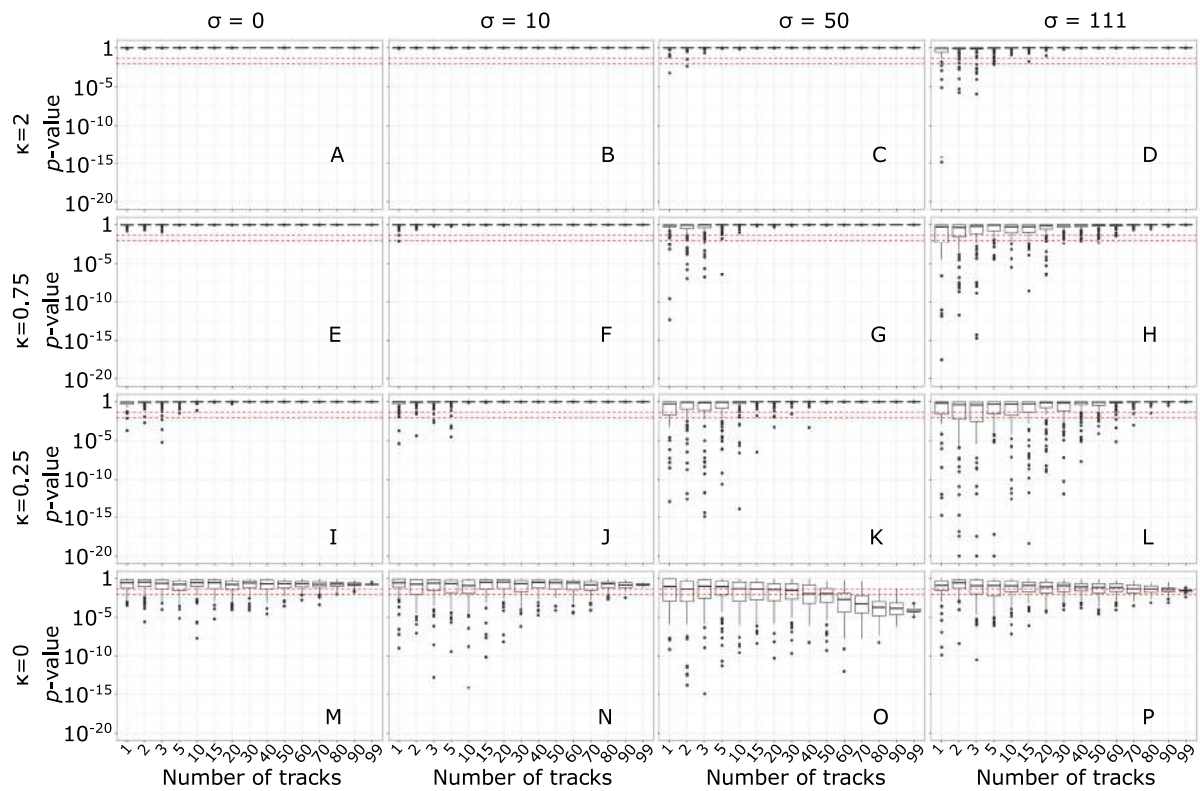 σ = 0 σ = 10 σ = 50 σ = 111
κ=2
p-value
1
10-5
10-10
10-15
10-20
A B C D
κ=0.75
p-value
1
10-5
10-10
10-15
10-20
E F G H
κ=0.25
p-value
1
10-5
10-10
10-15
10-20
I J K L
κ=0
p-value
1
10-5
10-10
10-15
10-20
M N O P
1 2 3 5 10 15 20 30 40 50 60 70 80 90 99 1 2 3 5 10 15 20 30 40 50 60 70 80 90 99 1 2 3 5 10 15 20 30 40 50 60 70 80 90 99 1 2 3 5 10 15 20 30 40 50 60 70 80 90 99
Number of tracks Number of tracks Number of tracks Number of tracks